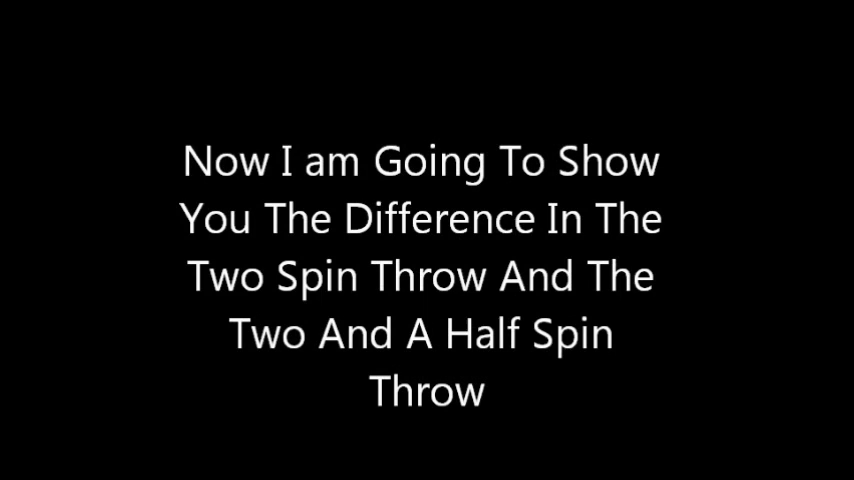 Now I am Going To Show
You The Difference In The
Two Spin Throw And The
Two And A Half Spin
Throw